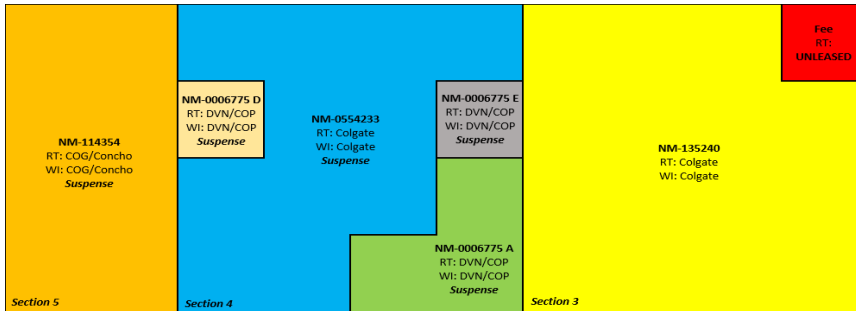 Fee
RT:
UNLEASED
NM-0006775 D
RT: DVN/COP
WI: DVN/COP
Suspense
NM-0006775 E
RT: DVN/COP
WI: DVN/COP
Suspense
NM-0554233
RT: Colgate
WI: Colgate
Suspense
NM-114354
RT: COG/Concho
WI: COG/Concho
Suspense
NM-135240
RT: Colgate
WI: Colgate
NM-0006775 A
RT: DVN/COP
WI: DVN/COP
Suspense
Section 5
Section 4
Section 3